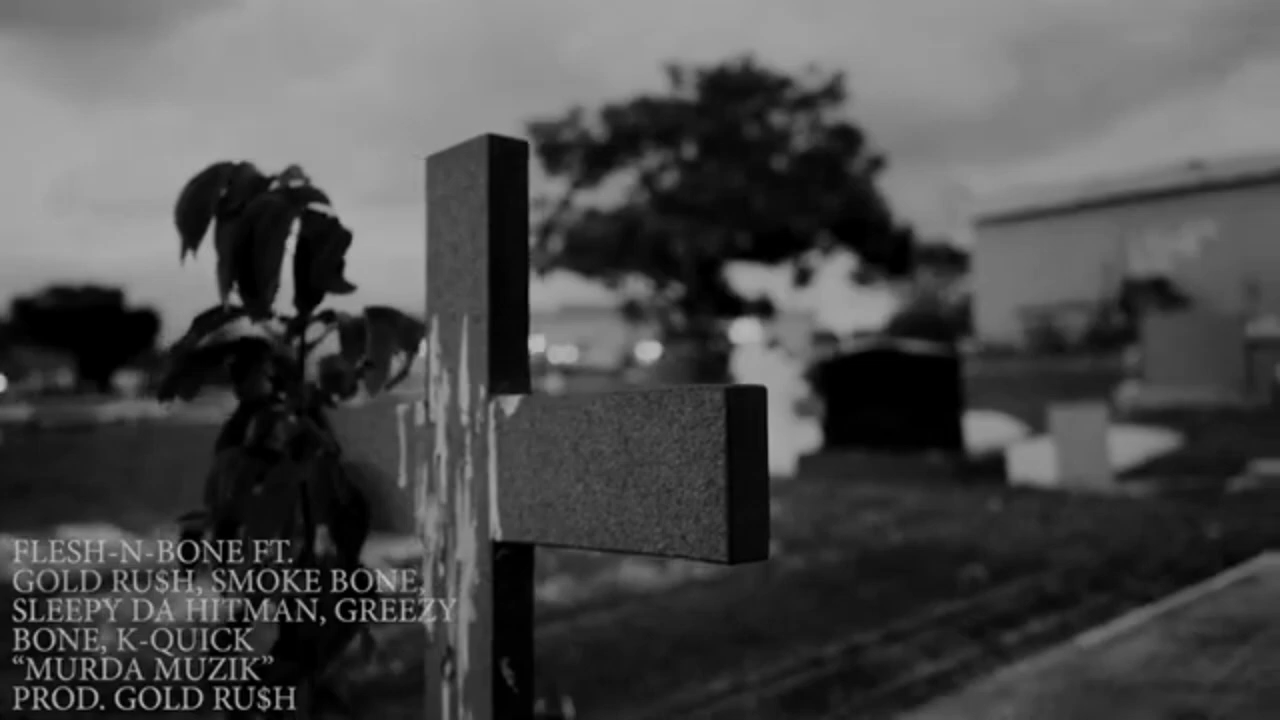 FLESH-N-BONE FT.
GOLD RU$H, SMOKE BONE,
SLEEPY DA HITMAN, GREEZY
BONE, K-QUICK
“MURDA MUZIK”
PROD. GOLD RU$H